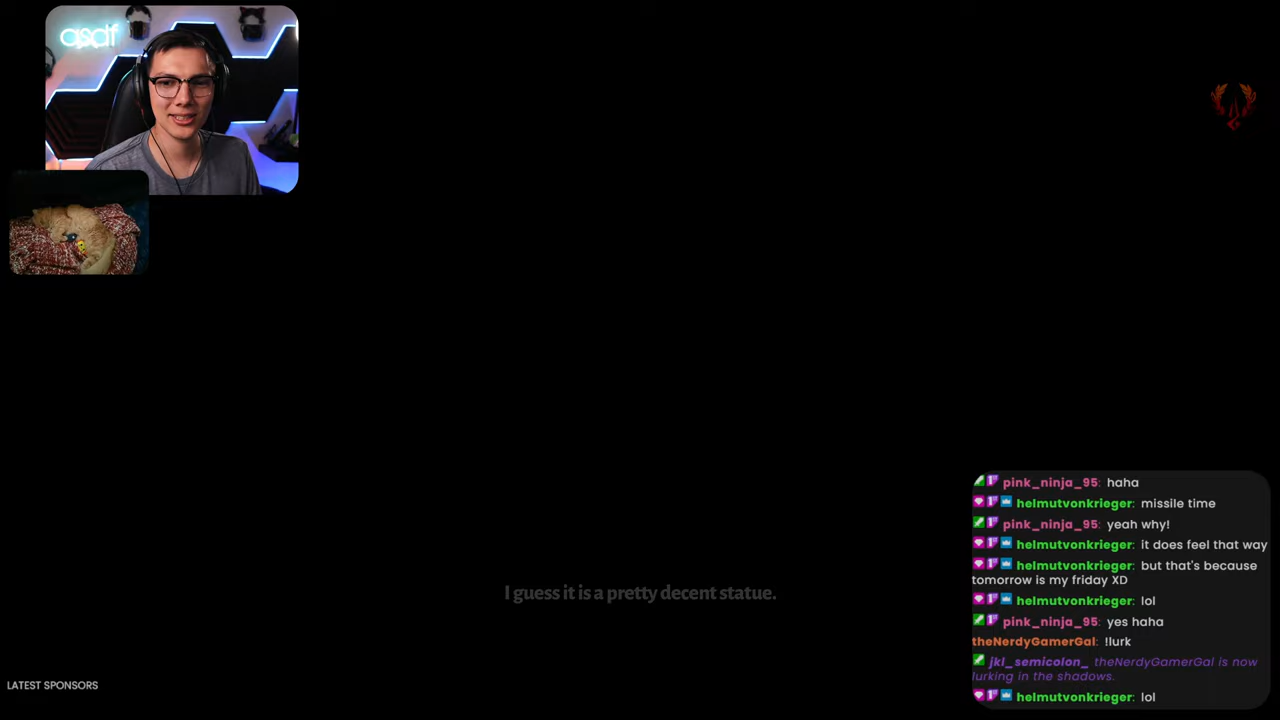 asdf
pink_ninja_95: haha
helmutvonkrieger: missile time
pink_ninja_95: yeah why!
helmutvonkrieger: it does feel that way
helmutvonkrieger: but that's because
tomorrow is my friday XD
helmutvonkrieger: lol
pink_ninja_95: yes haha
theNerdyGamerGal: !lurk
jkl_semicolon_ theNerdyGamerGal is now
lurking in the shadows.
helmutvonkrieger: lol
I guess it is a pretty decent statue.
LATEST SPONSORS